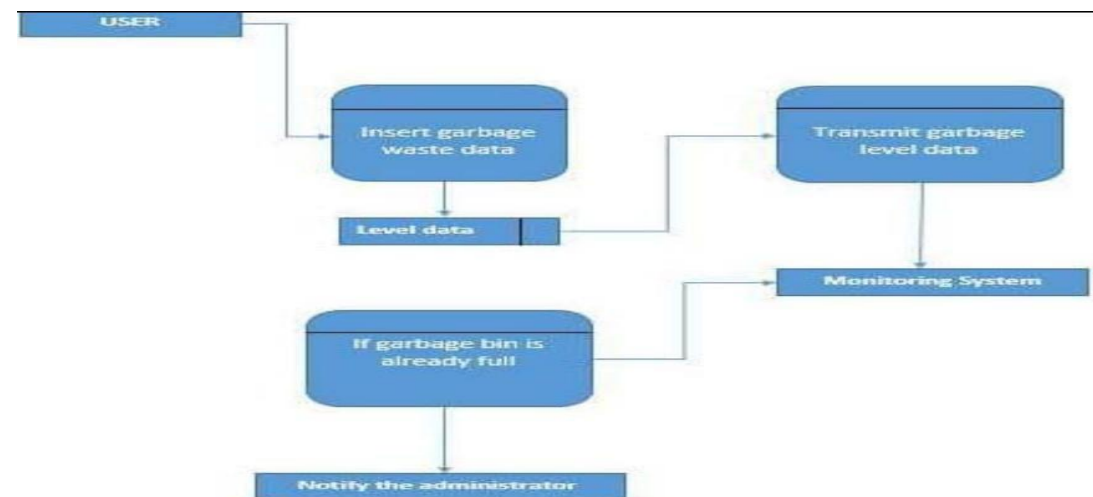 USER
Insert garbage
waste data
Transmit garbage
level data
Level data
Monitoring System
If garbage bin is
already full
Notify the administrator